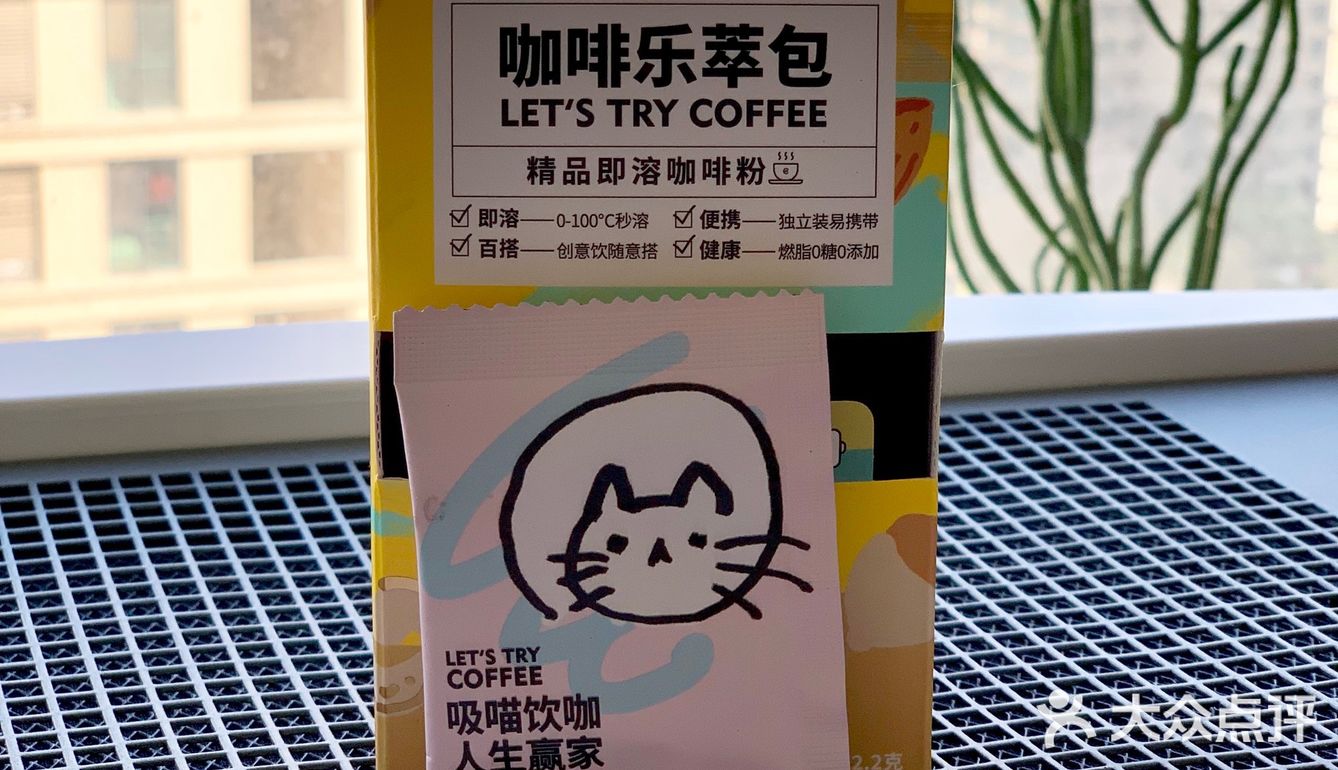 咖啡乐萃包
LET'S TRY COFFEE
精品即溶咖啡粉
即溶——0-100°C秒溶
便携——独立装易携带
百搭——创意饮随意搭
健康——燃脂0糖0添加
LET'S TRY
COFFEE
吸喵饮咖
人生赢家
2.2克
大众点评